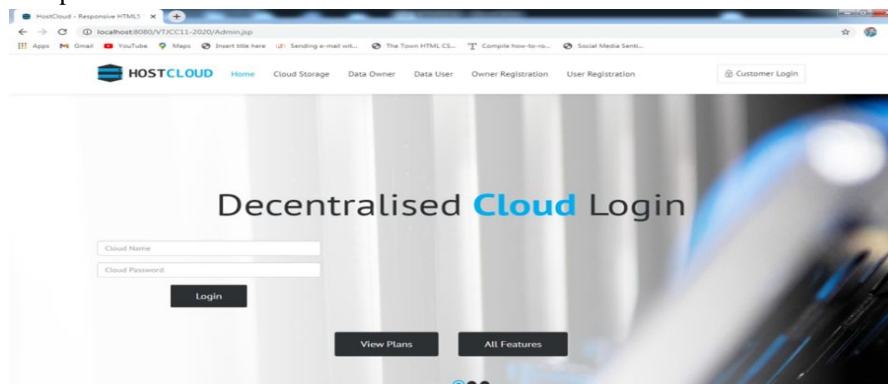 HostCloud - Responsive HTML5
localhost:8080/VTJCC11-2020/Admin.jsp
Apps Gmail YouTube Maps Insert title here Sending e-mail wit... The Town HTML CS... Compile how-to-ro... Social Media Senti...
HOSTCLOUD Home Cloud Storage Data Owner Data User Owner Registration User Registration Customer Login
Decentralised Cloud Login
Cloud Name
Cloud Password
Login
View Plans All Features